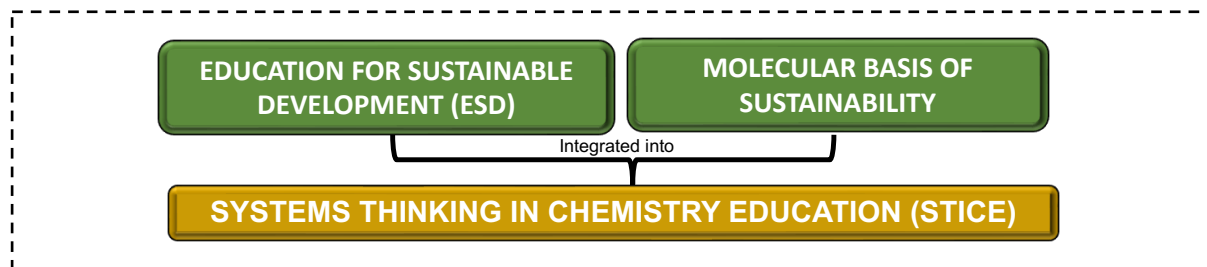 EDUCATION FOR SUSTAINABLE
DEVELOPMENT (ESD)
MOLECULAR BASIS OF
SUSTAINABILITY
Integrated into
SYSTEMS THINKING IN CHEMISTRY EDUCATION (STICE)